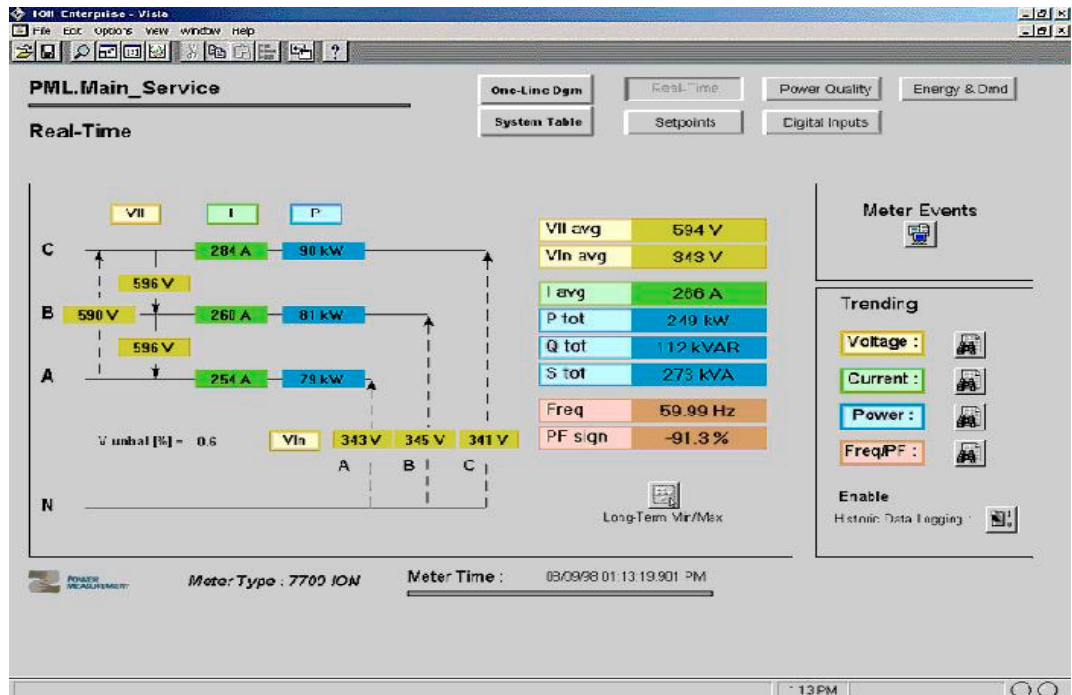 ION Enterprise - Vista
File Edit Options View Window Help
PML.Main_Service
One-Line Dgm Real-Time Power Quality Energy & Dmd
System Table Setpoints Digital Inputs
Real-Time
Vll I P
C 284 A 90 kW
596 V
B 590 V 260 A 81 kW
596 V
A 254 A 79 kW
V unbal [%] = 0.6
Vln 343 V 345 V 341 V
A B C
N
Vll avg 594 V
Vln avg 343 V
I avg 266 A
P tot 249 kW
Q tot 112 kVAR
S tot 273 kVA
Freq 59.99 Hz
PF sign -91.3%
Long-Term Min/Max
Meter Events
Trending
Voltage :
Current :
Power :
Freq/PF :
Enable
Historic Data Logging :
POWER
MEASUREMENT
Meter Type : 7700 ION
Meter Time : 03/09/98 01:13:19.901 PM
1:13 PM